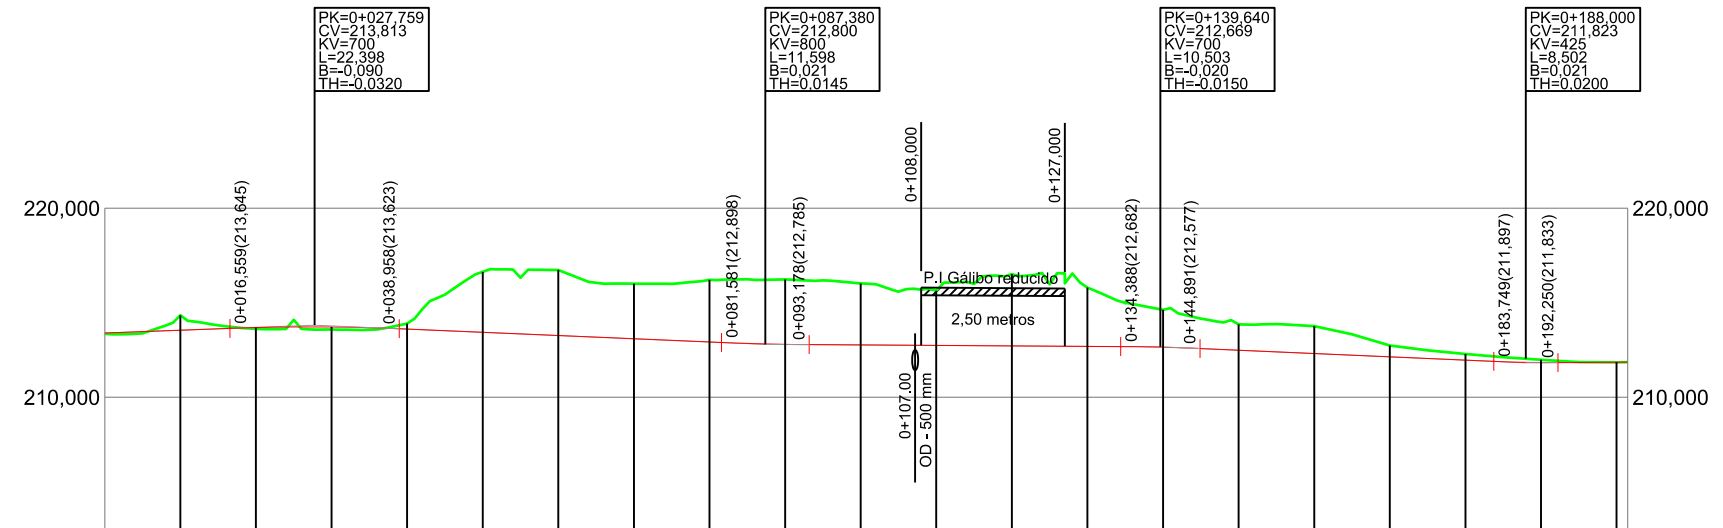 PK=0+027,759
CV=213,813
KV=700
L=22,398
B=-0,090
TH=-0,0320
PK=0+087,380
CV=212,800
KV=800
L=11,598
B=0,021
TH=0,0145
PK=0+139,640
CV=212,669
KV=700
L=10,503
B=-0,020
TH=-0,0150
PK=0+188,000
CV=211,823
KV=425
L=8,502
B=0,021
TH=0,0200
0+108,000
0+127,000
220,000
220,000
0+016,559(213,645)
0+038,958(213,623)
0+081,581(212,898)
0+093,178(212,785)
0+134,388(212,682)
0+144,891(212,577)
0+183,749(211,897)
0+192,250(211,833)
P.I Gálibo reducido
2,50 metros
210,000
210,000
0+107.00
OD - 500 mm